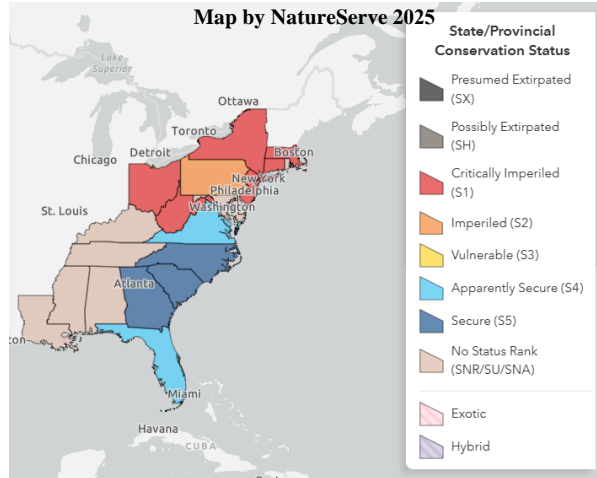 Map by NatureServe 2025
State/Provincial
Conservation Status
Presumed Extirpated
(SX)
Possibly Extirpated
(SH)
Critically Imperiled
(S1)
Imperiled (S2)
Vulnerable (S3)
Apparently Secure (S4)
Secure (S5)
No Status Rank
(SNR/SU/SNA)
Exotic
Hybrid
Lake
Superior
Ottawa
Toronto
Detroit
Boston
Chicago
New York
Philadelphia
Washington
St. Louis
Atlanta
ton
Miami
Havana
CUBA